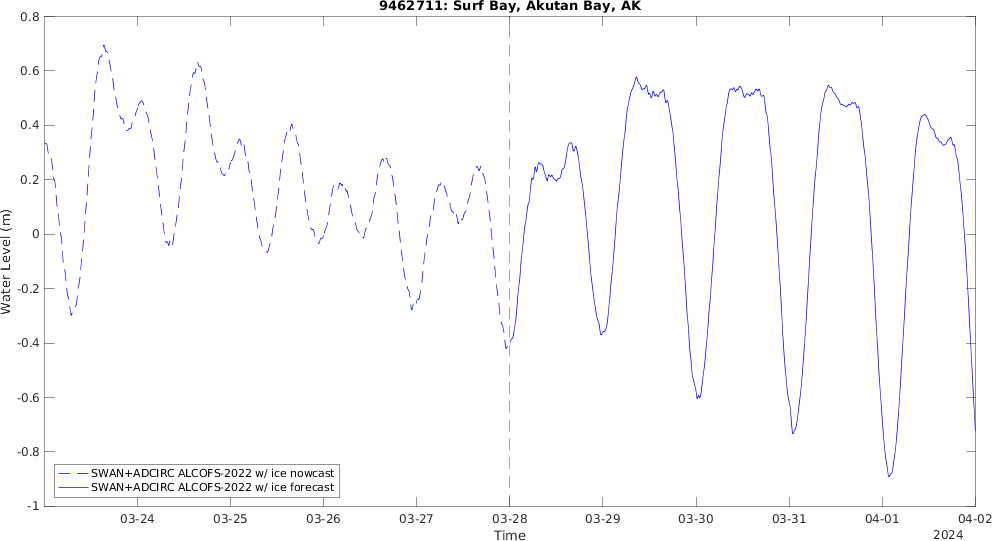 9462711: Surf Bay, Akutan Bay, AK
0.8
0.6
0.4
0.2
0
-0.2
-0.4
-0.6
-0.8
-1
Water Level (m)
SWAN+ADCIRC ALCOFS-2022 w/ ice nowcast
SWAN+ADCIRC ALCOFS-2022 w/ ice forecast
03-24 03-25 03-26 03-27 03-28 03-29 03-30 03-31 04-01 04-02
Time
2024